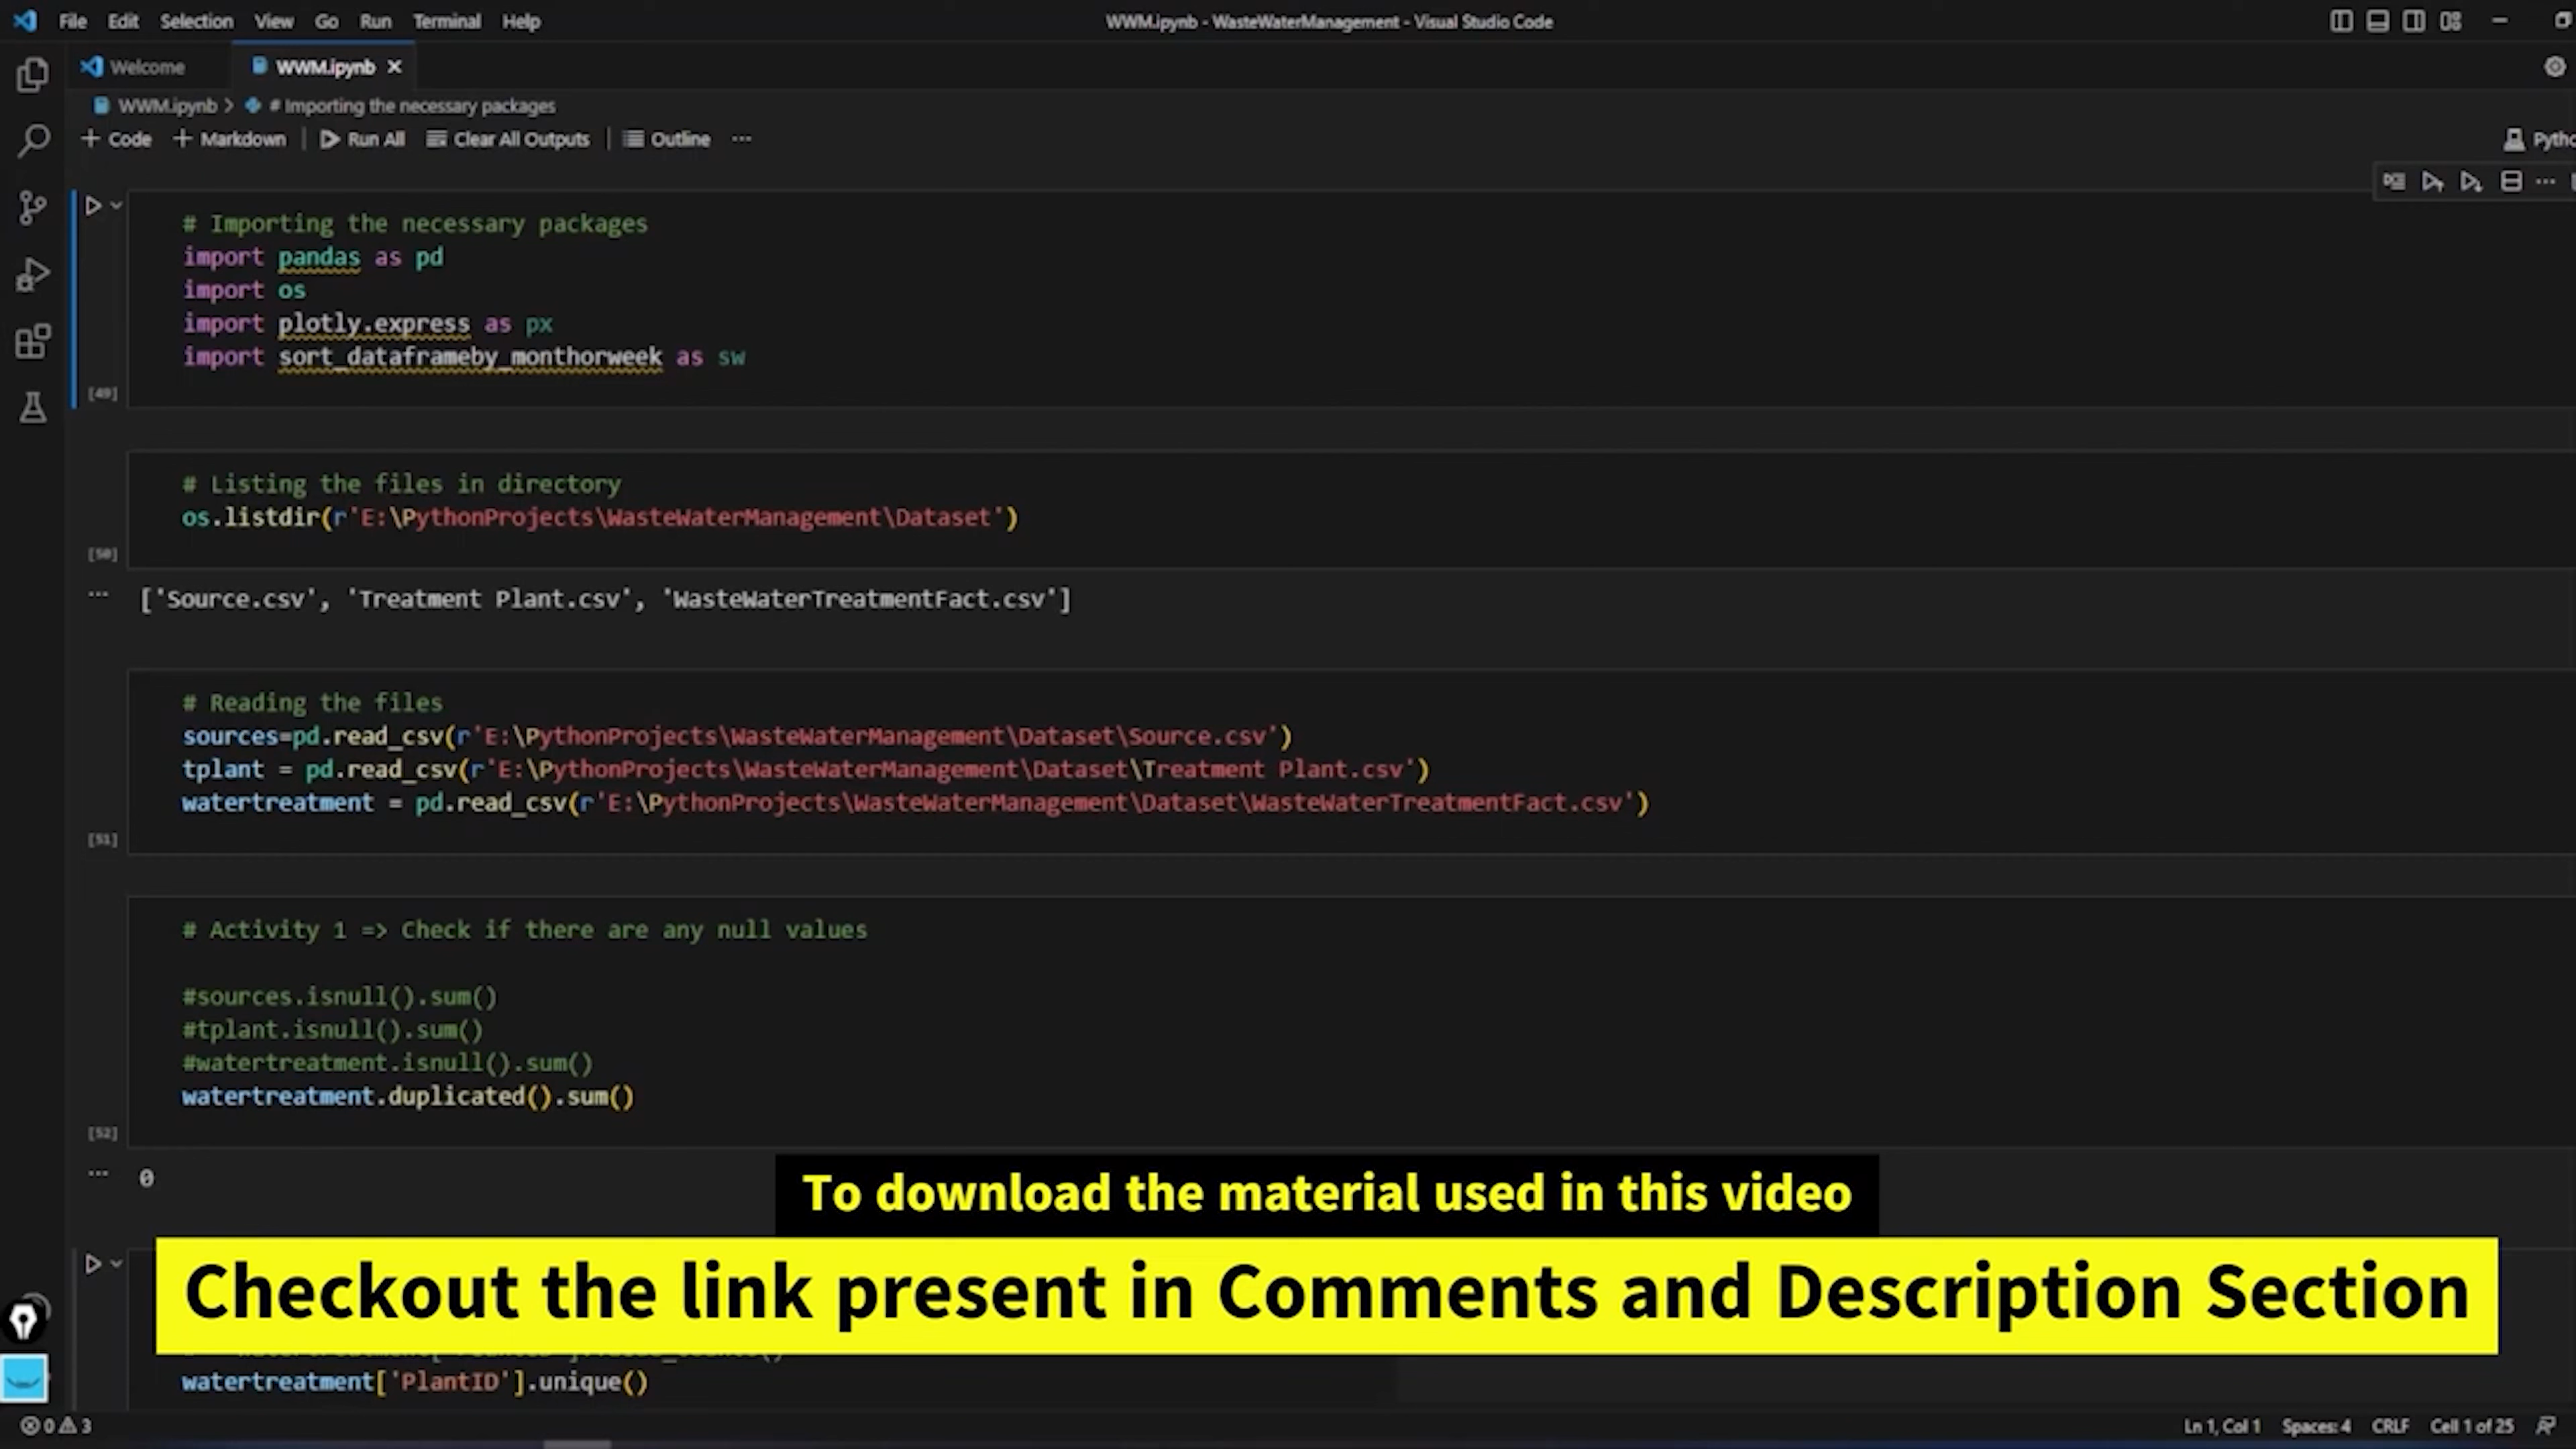 File Edit Selection View Go Run Terminal Help
WWM.ipynb - WasteWaterManagement - Visual Studio Code
Welcome
WWM.ipynb
WWM.ipynb > # Importing the necessary packages
+ Code + Markdown Run All Clear All Outputs Outline ...
# Importing the necessary packages
import pandas as pd
import os
import plotly.express as px
import sort_dataframeby_monthorweek as sw
[49]
# Listing the files in directory
os.listdir(r'E:\PythonProjects\WasteWaterManagement\Dataset')
[50]
... ['Source.csv', 'Treatment Plant.csv', 'WasteWaterTreatmentFact.csv']
# Reading the files
sources=pd.read_csv(r'E:\PythonProjects\WasteWaterManagement\Dataset\Source.csv')
tplant = pd.read_csv(r'E:\PythonProjects\WasteWaterManagement\Dataset\Treatment Plant.csv')
watertreatment = pd.read_csv(r'E:\PythonProjects\WasteWaterManagement\Dataset\WasteWaterTreatmentFact.csv')
[51]
# Activity 1 => Check if there are any null values
#sources.isnull().sum()
#tplant.isnull().sum()
#watertreatment.isnull().sum()
watertreatment.duplicated().sum()
[52]
... 0
To download the material used in this video
Checkout the link present in Comments and Description Section
watertreatment['PlantID'].unique()
0 3
Ln 1, Col 1 Spaces: 4 CRLF Cell 1 of 25